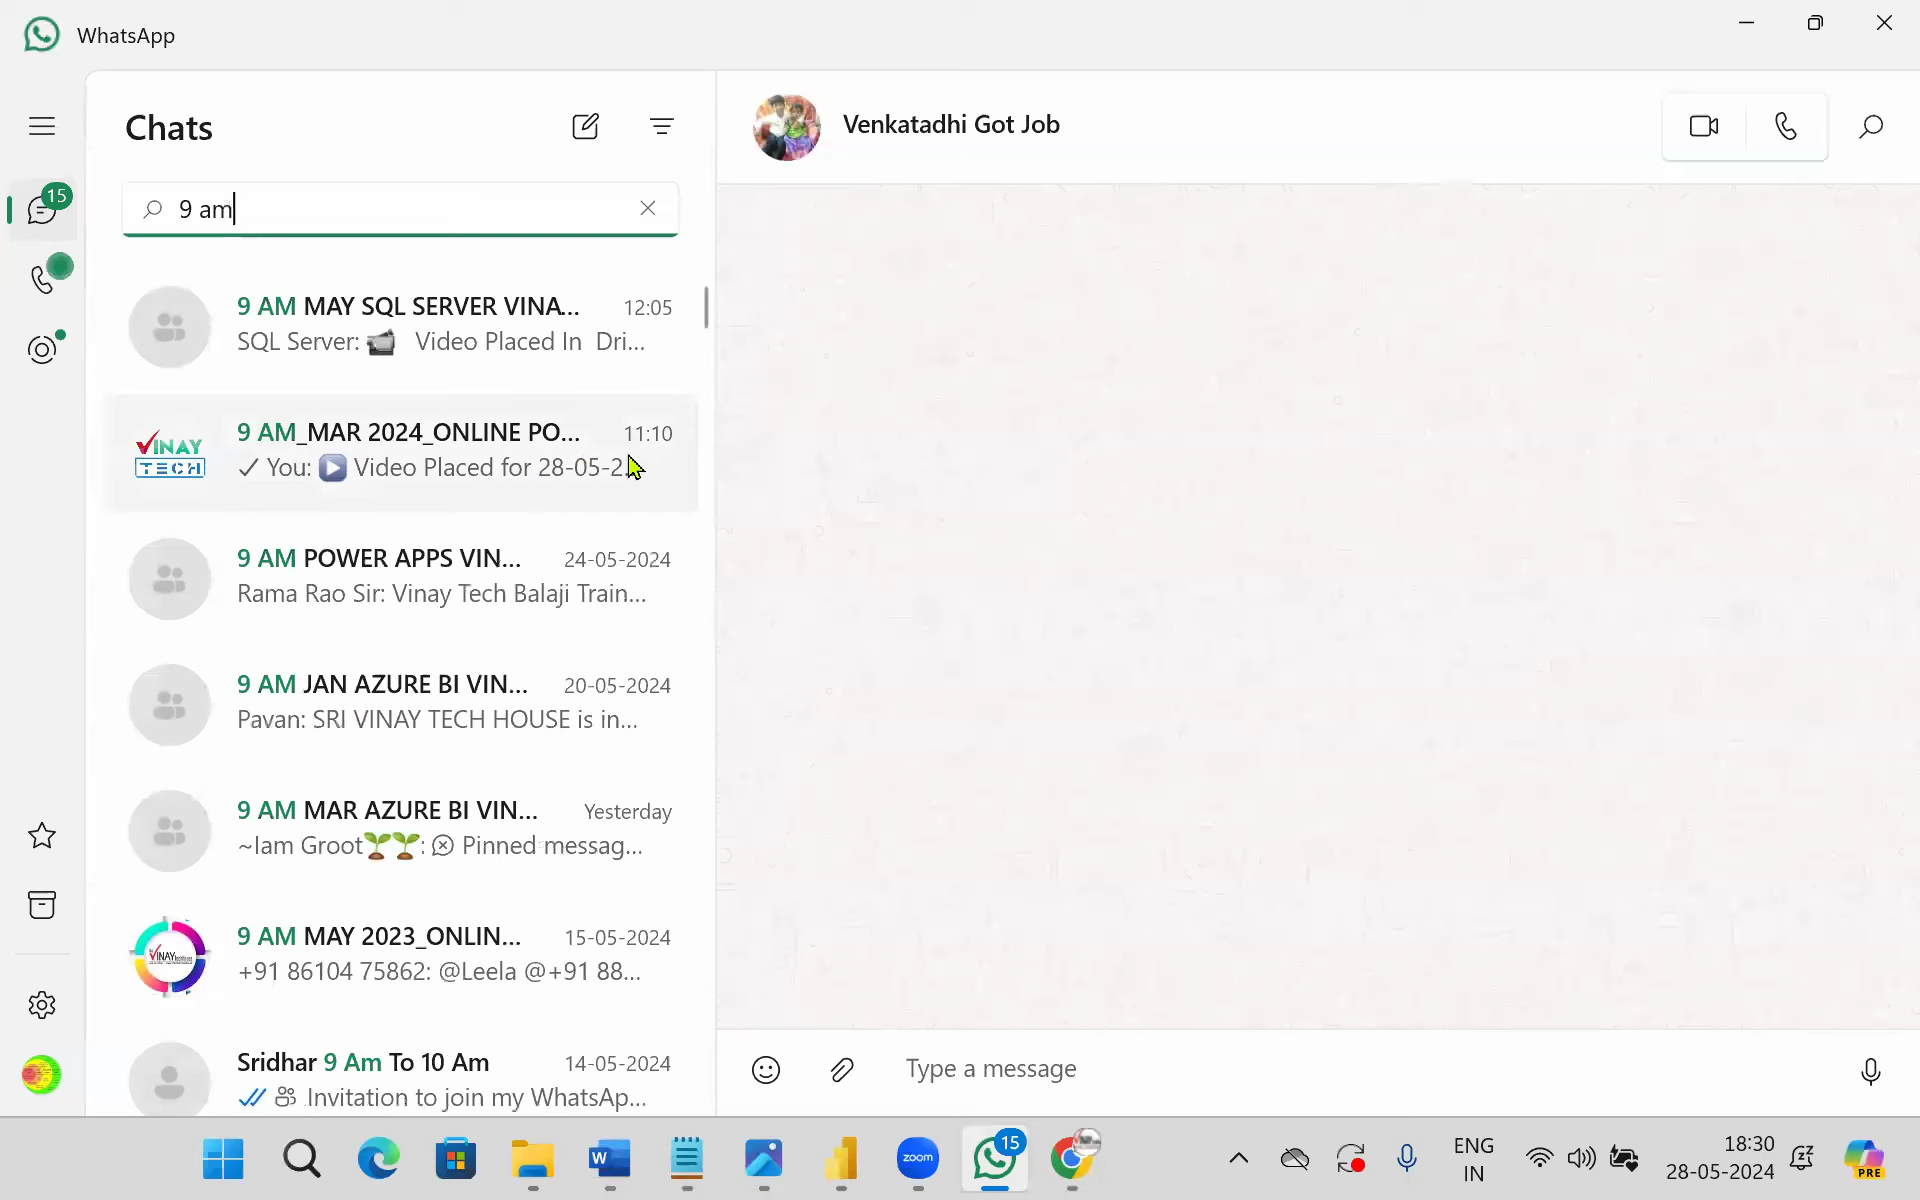 WhatsApp
Chats
15
9 am
9 AM MAY SQL SERVER VINA... 12:05
SQL Server: 📹 Video Placed In Dri...
VINAY
TECH
9 AM_MAR 2024_ONLINE PO... 11:10
✓ You: ▶️ Video Placed for 28-05-2
9 AM POWER APPS VIN... 24-05-2024
Rama Rao Sir: Vinay Tech Balaji Train...
9 AM JAN AZURE BI VIN... 20-05-2024
Pavan: SRI VINAY TECH HOUSE is in...
9 AM MAR AZURE BI VIN... Yesterday
~Iam Groot🌱🌱: Pinned messag...
VINAY
9 AM MAY 2023_ONLIN... 15-05-2024
+91 86104 75862: @Leela @+91 88...
Sridhar 9 Am To 10 Am 14-05-2024
Invitation to join my WhatsAp...
Venkatadhi Got Job
Type a message
W
zoom
15
ENG
IN
18:30
28-05-2024
PRE